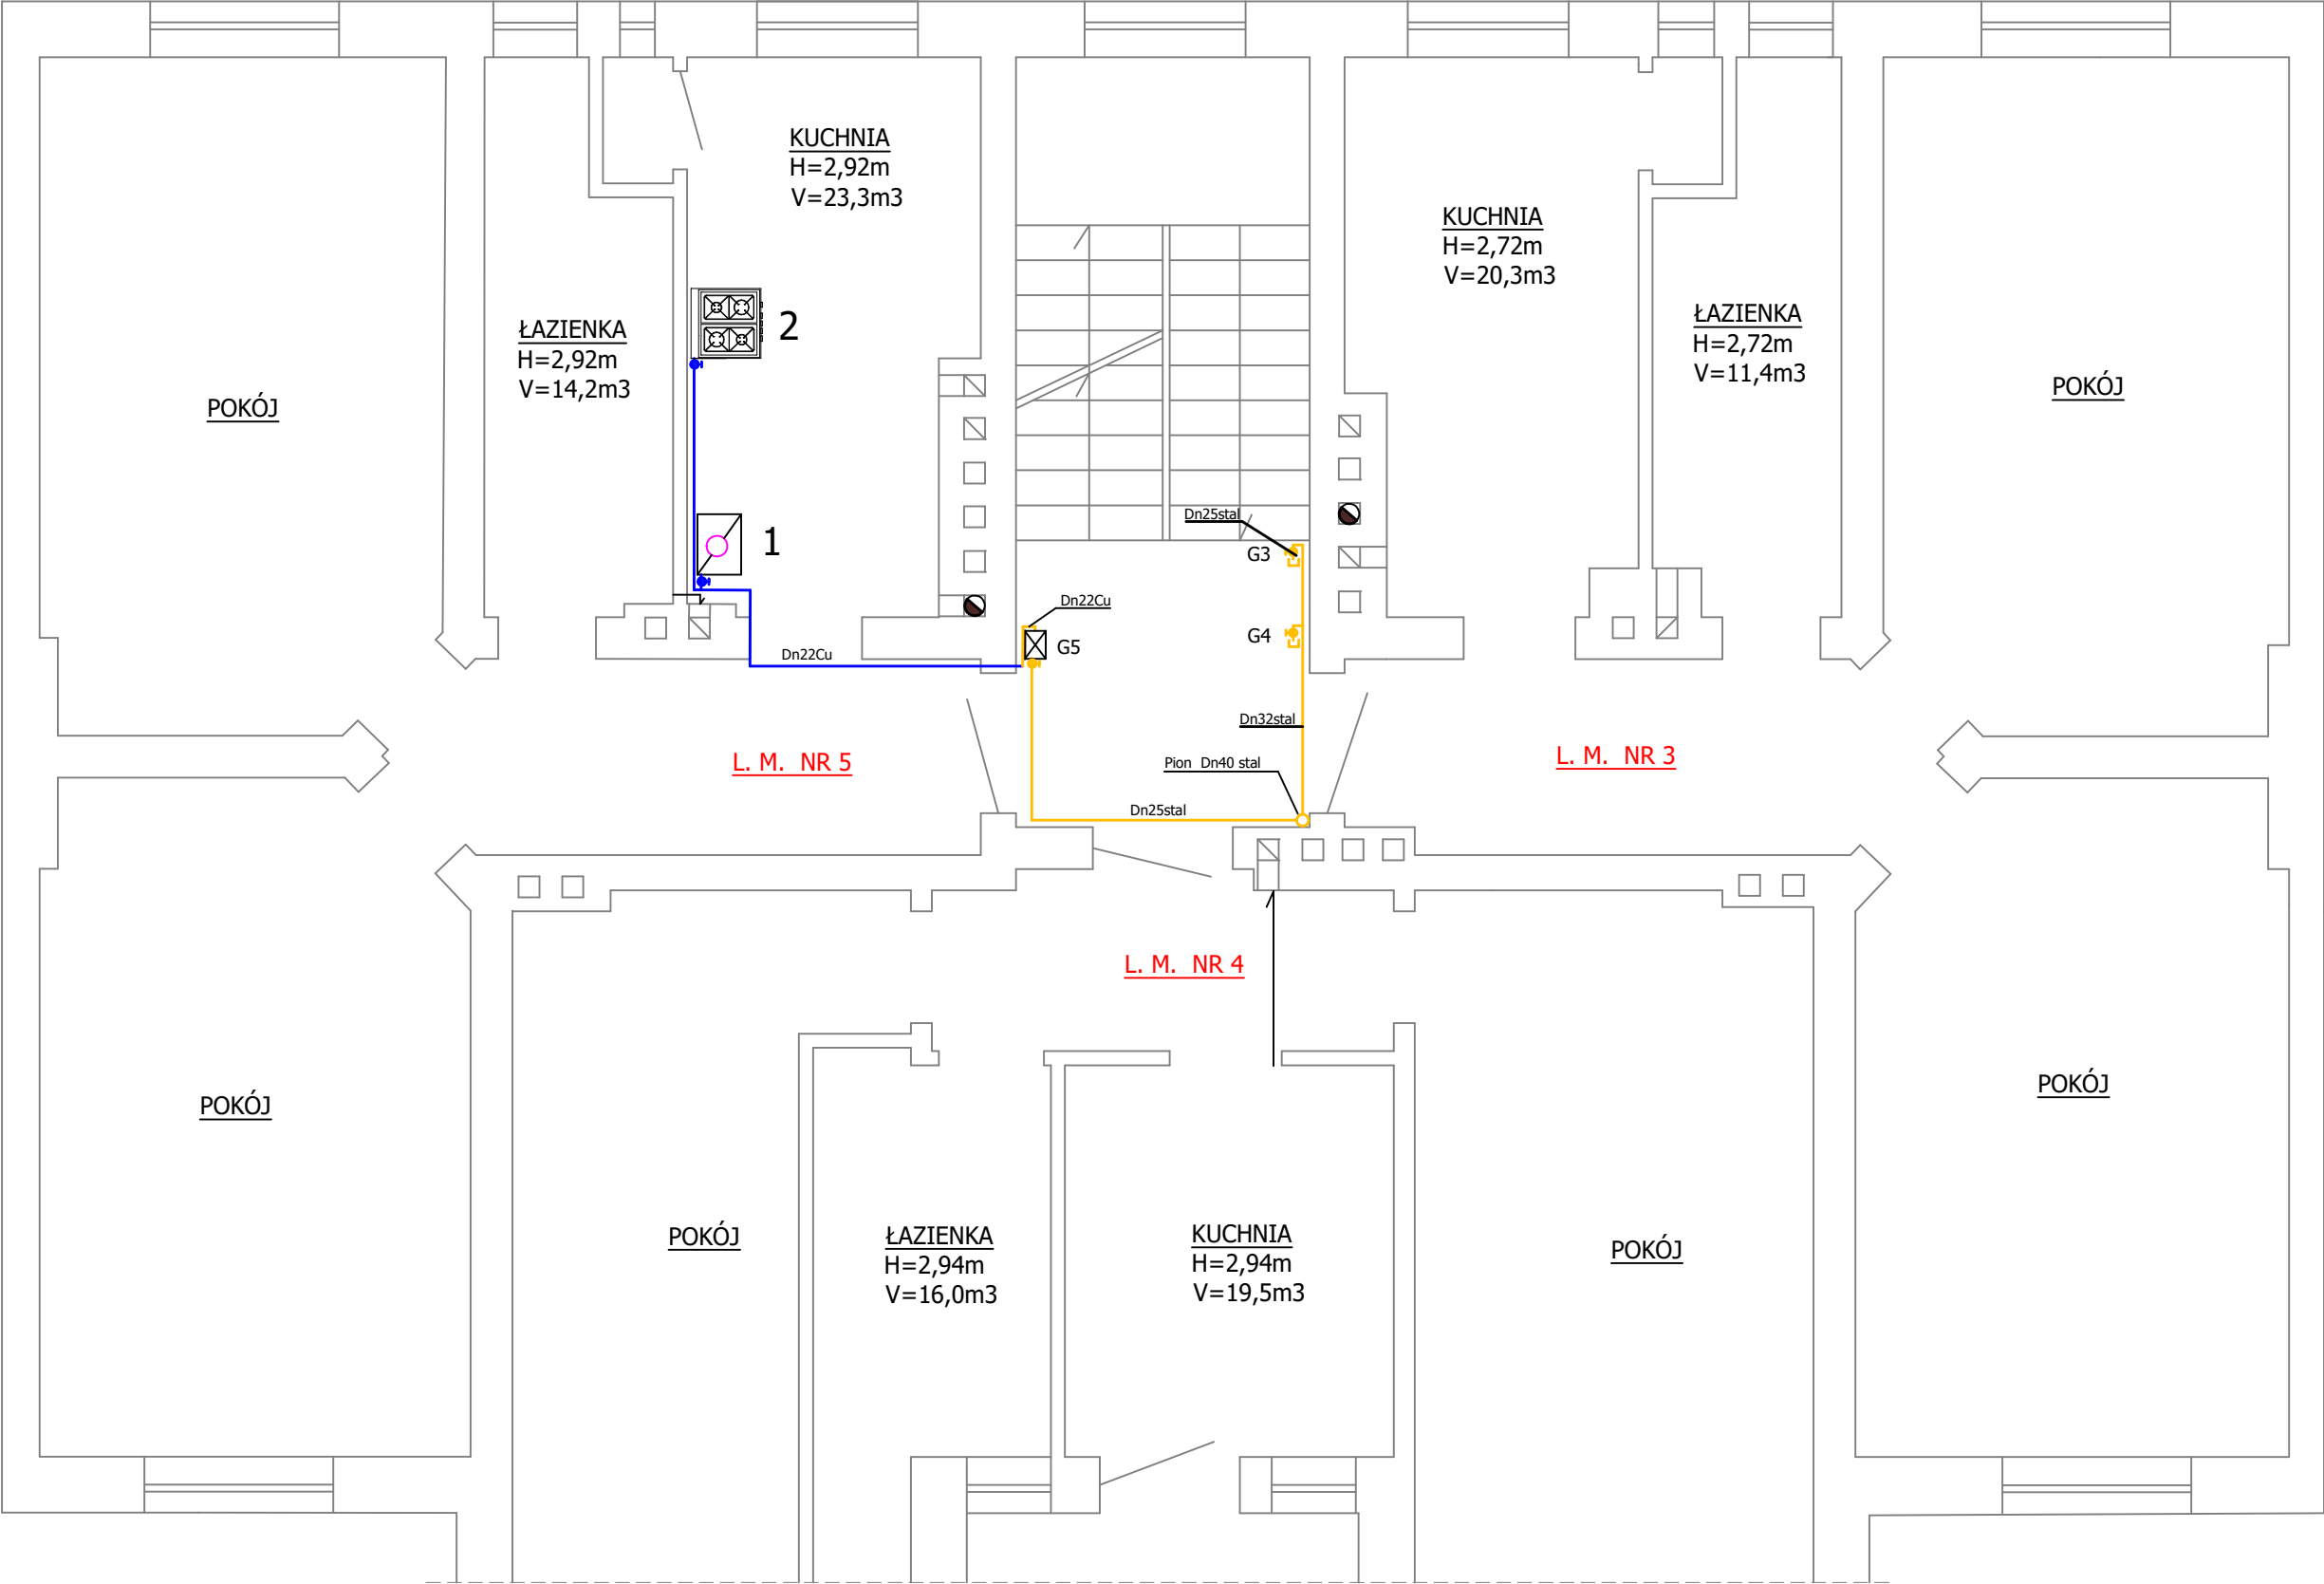 KUCHNIA
H=2,92m
V=23,3m3
KUCHNIA
H=2,72m
V=20,3m3
2
ŁAZIENKA
H=2,92m
V=14,2m3
ŁAZIENKA
H=2,72m
V=11,4m3
POKÓJ
POKÓJ
1
Dn25stal
G3
Dn22Cu
G4
G5
Dn22Cu
Dn32stal
L. M. NR 5
Pion Dn40 stal
L. M. NR 3
Dn25stal
L. M. NR 4
POKÓJ
POKÓJ
POKÓJ
ŁAZIENKA
H=2,94m
V=16,0m3
KUCHNIA
H=2,94m
V=19,5m3
POKÓJ